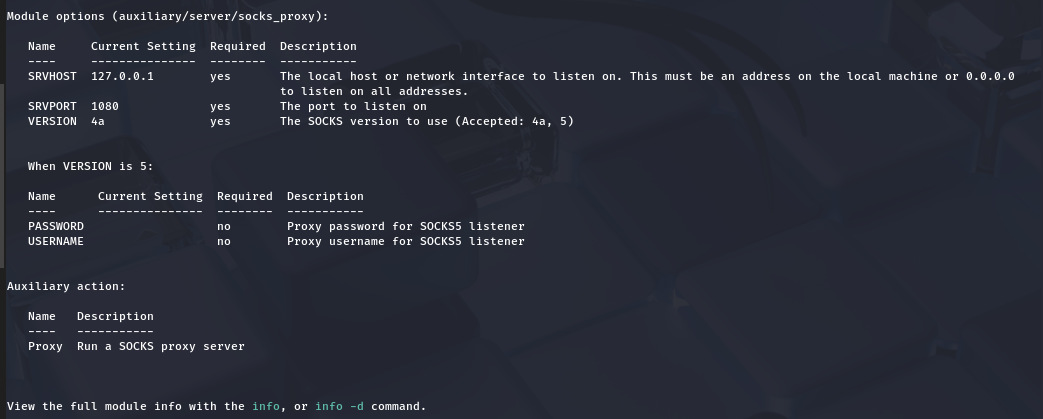 Module options (auxiliary/server/socks_proxy):
Name     Current Setting  Required  Description
----     ---------------  --------  -----------
SRVHOST  127.0.0.1        yes       The local host or network interface to listen on. This must be an address on the local machine or 0.0.0.0
to listen on all addresses.
SRVPORT  1080             yes       The port to listen on
VERSION  4a               yes       The SOCKS version to use (Accepted: 4a, 5)
When VERSION is 5:
Name      Current Setting  Required  Description
----      ---------------  --------  -----------
PASSWORD                   no        Proxy password for SOCKS5 listener
USERNAME                   no        Proxy username for SOCKS5 listener
Auxiliary action:
Name   Description
----   -----------
Proxy  Run a SOCKS proxy server
View the full module info with the info, or info -d command.